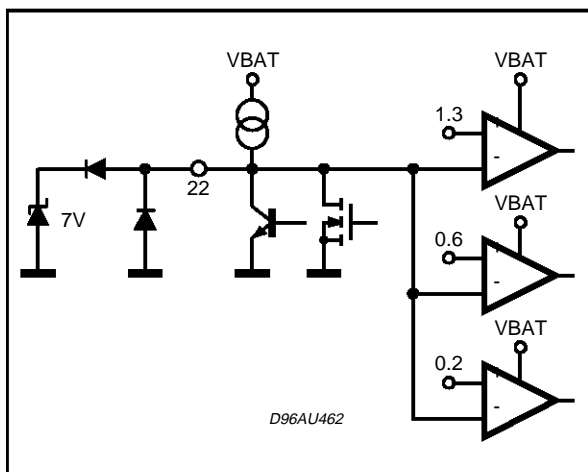 VBAT
VBAT
1.3
+
-
22
7V
VBAT
0.6
+
-
VBAT
0.2
+
-
D96AU462